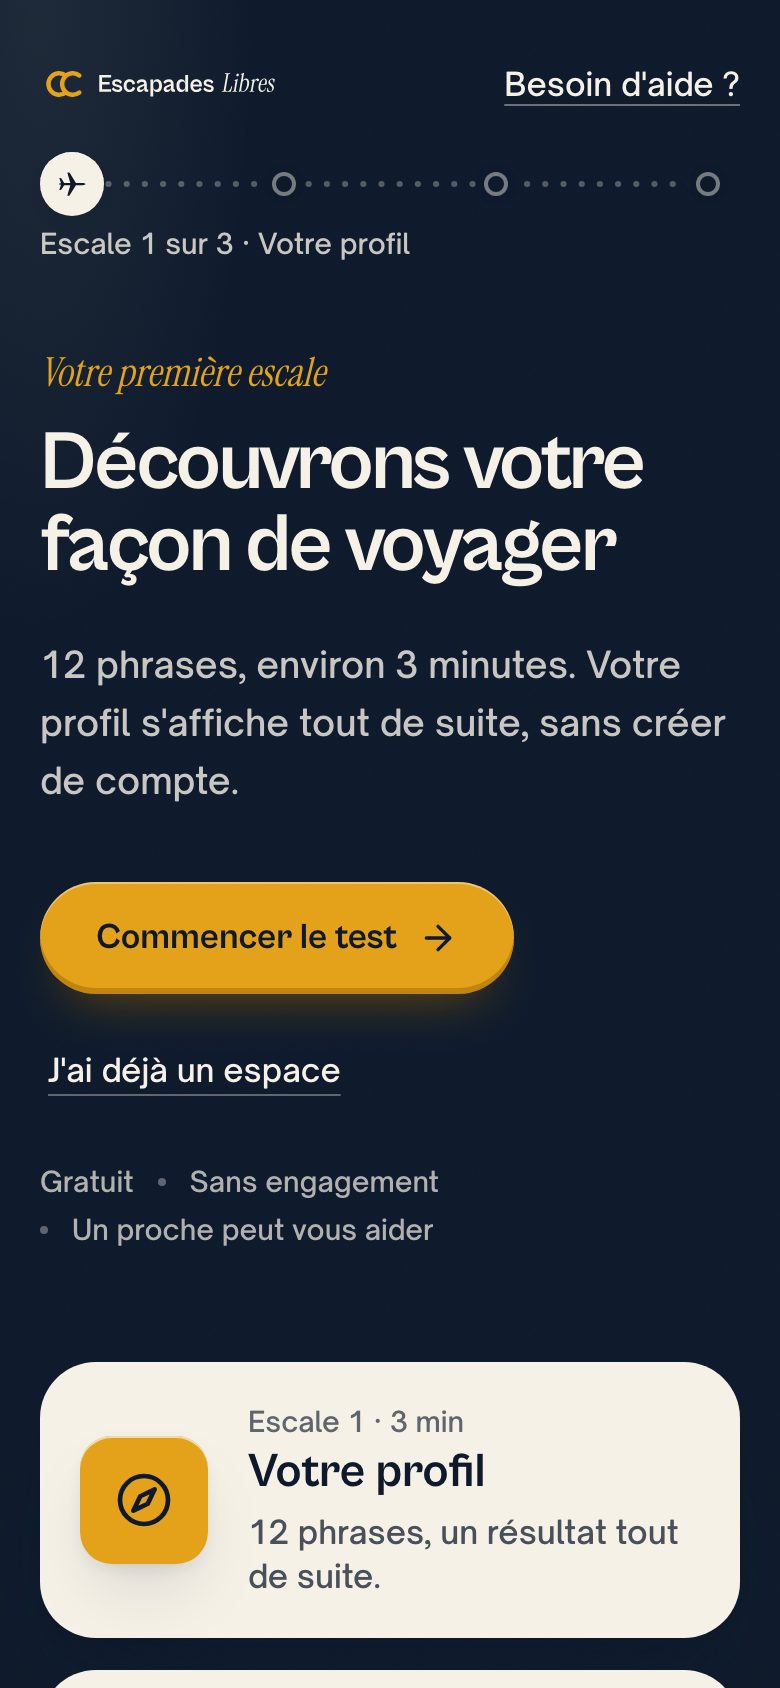 Escapades Libres
Besoin d'aide ?
Escale 1 sur 3 · Votre profil
Votre première escale
Découvrons votre
façon de voyager
12 phrases, environ 3 minutes. Votre
profil s'affiche tout de suite, sans créer
de compte.
Commencer le test →
J'ai déjà un espace
Gratuit • Sans engagement
• Un proche peut vous aider
Escale 1 · 3 min
Votre profil
12 phrases, un résultat tout
de suite.